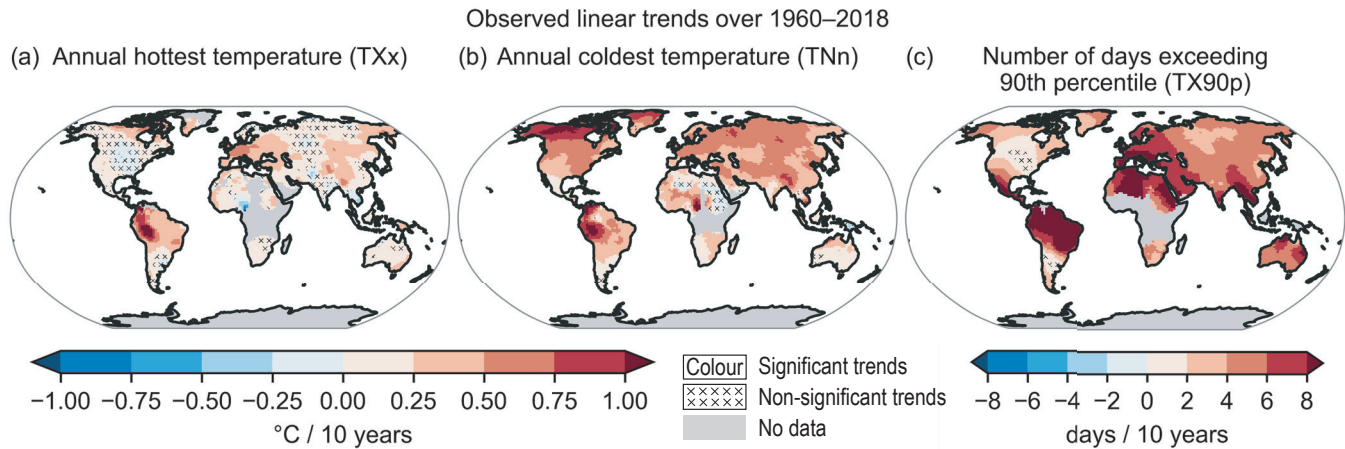 Observed linear trends over 1960–2018
(a) Annual hottest temperature (TXx)
(b) Annual coldest temperature (TNn)
(c) Number of days exceeding
90th percentile (TX90p)
−1.00 −0.75 −0.50 −0.25 0.00 0.25 0.50 0.75 1.00
°C / 10 years
Colour Significant trends
Non-significant trends
No data
−8 −6 −4 −2 0 2 4 6 8
days / 10 years